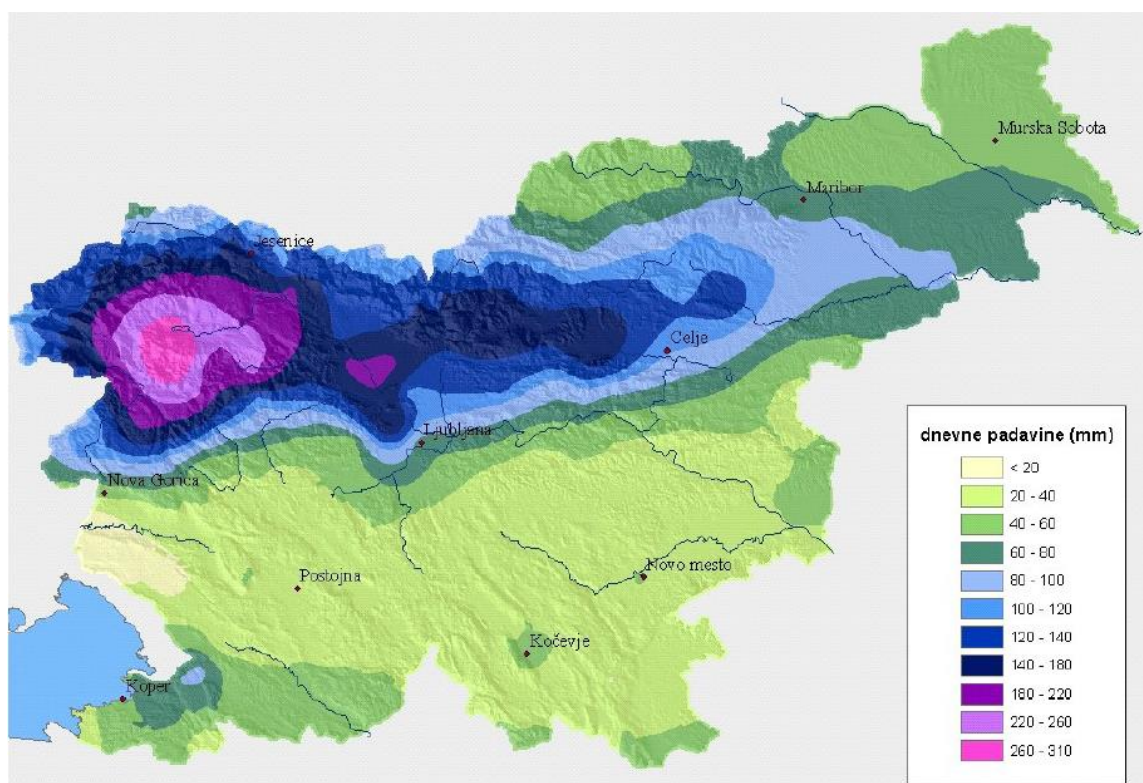 Murska Sobota
Maribor
Jesenice
Celje
Ljubljana
Nova Gorica
Postojna
Novo mesto
Kočevje
Koper
dnevne padavine (mm)
< 20
20 - 40
40 - 60
60 - 80
80 - 100
100 - 120
120 - 140
140 - 180
180 - 220
220 - 260
260 - 310